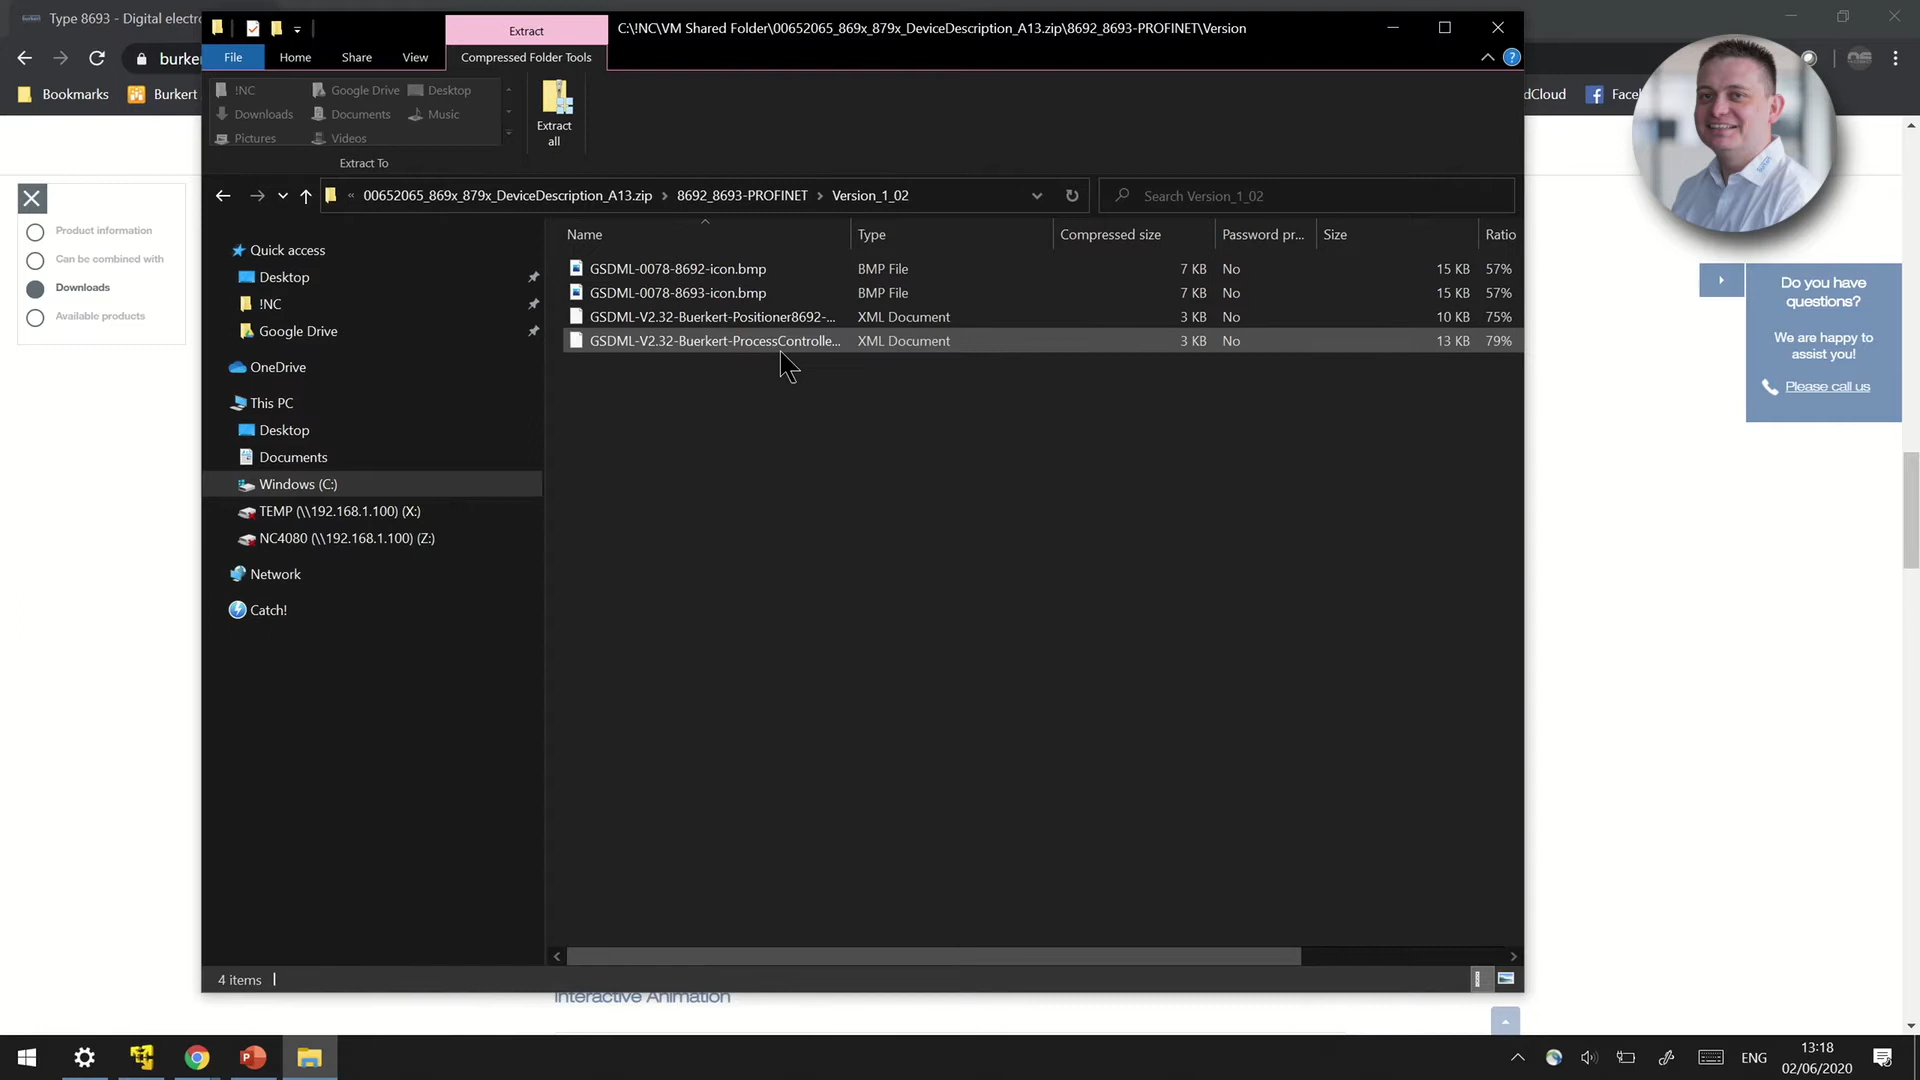 Type 8693 - Digital electro
Extract
C:\!NC\VM Shared Folder\00652065_869x_879x_DeviceDescription_A13.zip\8692_8693-PROFINET\Version
burker
File
Home
Share
View
Compressed Folder Tools
Bookmarks
Burkert
dCloud
!NC
Google Drive
Desktop
Downloads
Documents
Music
Pictures
Videos
Extract
all
Extract To
« 00652065_869x_879x_DeviceDescription_A13.zip > 8692_8693-PROFINET > Version_1_02
Search Version_1_02
Name
Type
Compressed size
Password pr...
Size
Ratio
GSDML-0078-8692-icon.bmp BMP File 7 KB No 15 KB 57%
GSDML-0078-8693-icon.bmp BMP File 7 KB No 15 KB 57%
GSDML-V2.32-Buerkert-Positioner8692-... XML Document 3 KB No 10 KB 75%
GSDML-V2.32-Buerkert-ProcessControlle... XML Document 3 KB No 13 KB 79%
Product information
Can be combined with
Downloads
Available products
Quick access
Desktop
!NC
Google Drive
OneDrive
This PC
Desktop
Documents
Windows (C:)
TEMP (\\192.168.1.100) (X:)
NC4080 (\\192.168.1.100) (Z:)
Network
Catch!
Do you have
questions?
We are happy to
assist you!
Please call us
4 items
Interactive Animation
ENG
13:18
02/06/2020